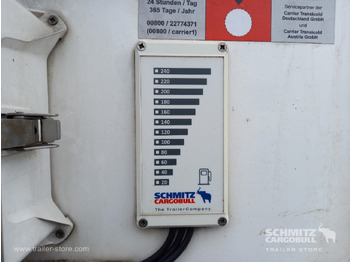 24 Stunden / Tag
365 Tage / Jahr
00800 / 22774371
(00800 / carrier1)
Servicepartner der
Carrier Transicold
Deutschland GmbH
und
Carrier Transicold
Austria GmbH
240
220
200
180
160
140
120
100
80
60
40
20
SCHMITZ
CARGOBULL
The TrailerCompany.
SCHMITZ
CARGOBULL
www.trailer-store.com